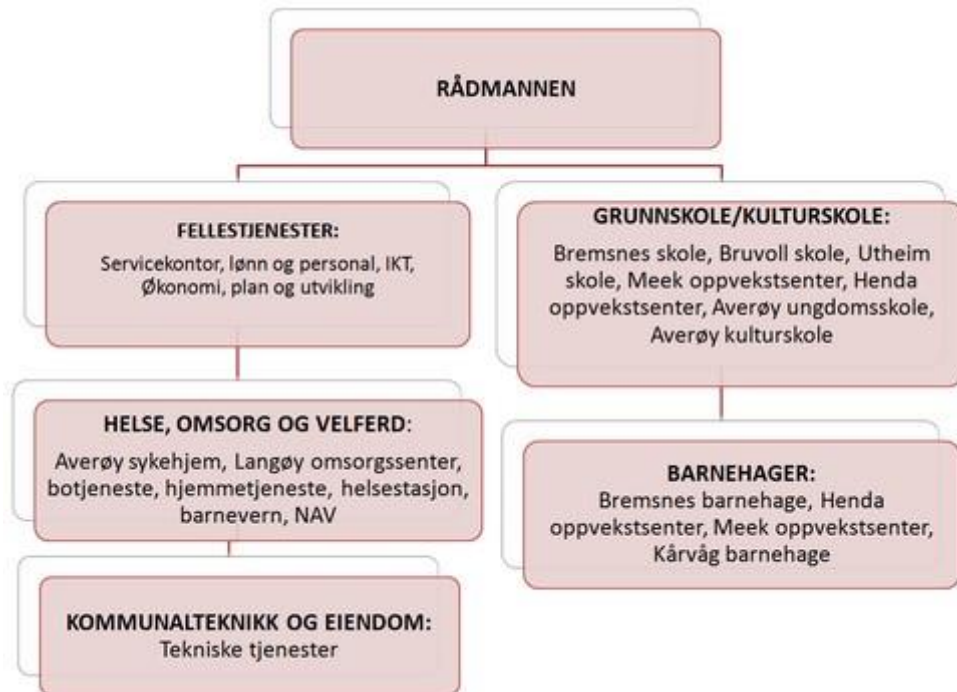 RÅDMANNEN
FELLESTJENESTER:
Servicekontor, lønn og personal, IKT,
Økonomi, plan og utvikling
GRUNNSKOLE/KULTURSKOLE:
Bremsnes skole, Bruvoll skole, Utheim
skole, Meek oppvekstsenter, Henda
oppvekstsenter, Averøy ungdomsskole,
Averøy kulturskole
HELSE, OMSORG OG VELFERD:
Averøy sykehjem, Langøy omsorgssenter,
botjeneste, hjemmetjeneste, helsestasjon,
barnevern, NAV
BARNEHAGER:
Bremsnes barnehage, Henda
oppvekstsenter, Meek oppvekstsenter,
Kårvåg barnehage
KOMMUNALTEKNIKK OG EIENDOM:
Tekniske tjenester